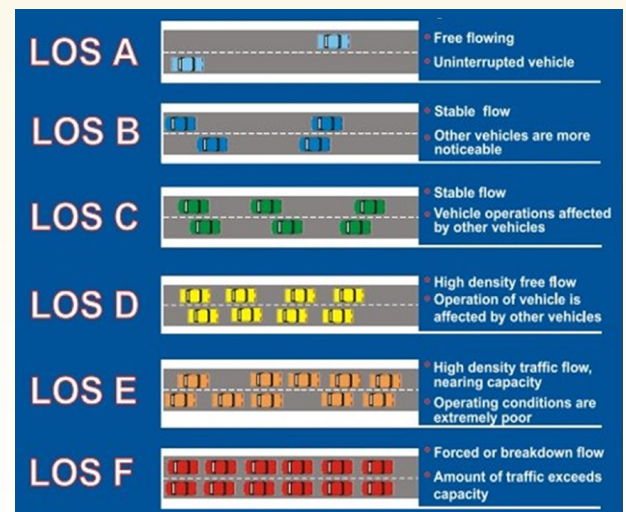 LOS A
Free flowing
Uninterrupted vehicle
LOS B
Stable flow
Other vehicles are more
noticeable
LOS C
Stable flow
Vehicle operations affected
by other vehicles
LOS D
High density free flow
Operation of vehicle is
affected by other vehicles
LOS E
High density traffic flow,
nearing capacity
Operating conditions are
extremely poor
LOS F
Forced or breakdown flow
Amount of traffic exceeds
capacity